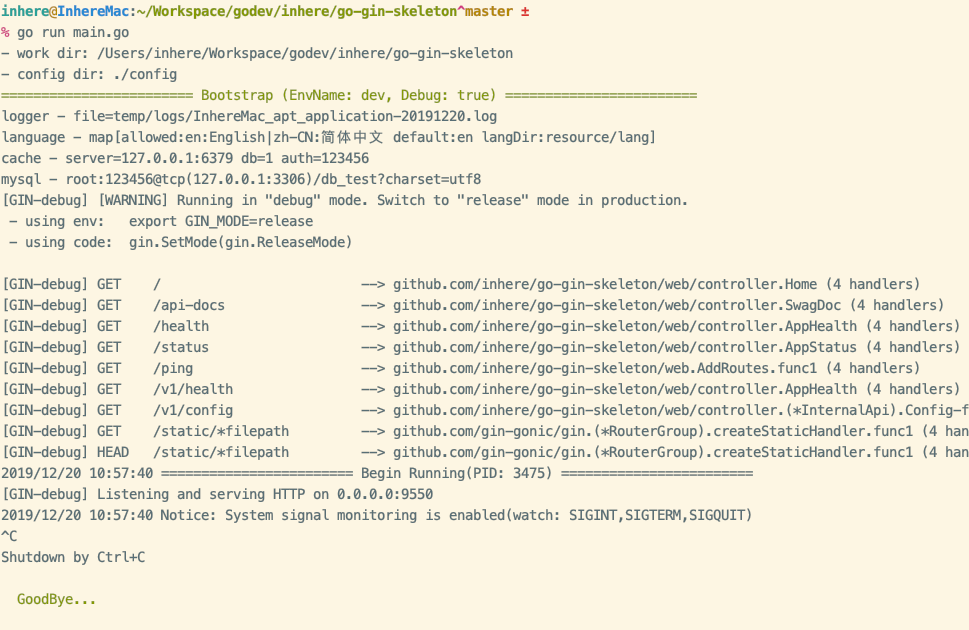 inhere@InhereMac:~/Workspace/godev/inhere/go-gin-skeleton^master ±
% go run main.go
- work dir: /Users/inhere/Workspace/godev/inhere/go-gin-skeleton
- config dir: ./config
======================== Bootstrap (EnvName: dev, Debug: true) ========================
logger - file=temp/logs/InhereMac_apt_application-20191220.log
language - map[allowed:en:English|zh-CN:简体中文 default:en langDir:resource/lang]
cache - server=127.0.0.1:6379 db=1 auth=123456
mysql - root:123456@tcp(127.0.0.1:3306)/db_test?charset=utf8
[GIN-debug] [WARNING] Running in "debug" mode. Switch to "release" mode in production.
 - using env:   export GIN_MODE=release
 - using code:  gin.SetMode(gin.ReleaseMode)

[GIN-debug] GET    /                         --> github.com/inhere/go-gin-skeleton/web/controller.Home (4 handlers)
[GIN-debug] GET    /api-docs                 --> github.com/inhere/go-gin-skeleton/web/controller.SwagDoc (4 handlers)
[GIN-debug] GET    /health                   --> github.com/inhere/go-gin-skeleton/web/controller.AppHealth (4 handlers)
[GIN-debug] GET    /status                   --> github.com/inhere/go-gin-skeleton/web/controller.AppStatus (4 handlers)
[GIN-debug] GET    /ping                     --> github.com/inhere/go-gin-skeleton/web.AddRoutes.func1 (4 handlers)
[GIN-debug] GET    /v1/health                --> github.com/inhere/go-gin-skeleton/web/controller.AppHealth (4 handlers)
[GIN-debug] GET    /v1/config                --> github.com/inhere/go-gin-skeleton/web/controller.(*InternalApi).Config-f
[GIN-debug] GET    /static/*filepath         --> github.com/gin-gonic/gin.(*RouterGroup).createStaticHandler.func1 (4 han
[GIN-debug] HEAD   /static/*filepath         --> github.com/gin-gonic/gin.(*RouterGroup).createStaticHandler.func1 (4 han
2019/12/20 10:57:40 ======================== Begin Running(PID: 3475) ========================
[GIN-debug] Listening and serving HTTP on 0.0.0.0:9550
2019/12/20 10:57:40 Notice: System signal monitoring is enabled(watch: SIGINT,SIGTERM,SIGQUIT)
^C
Shutdown by Ctrl+C

  GoodBye...